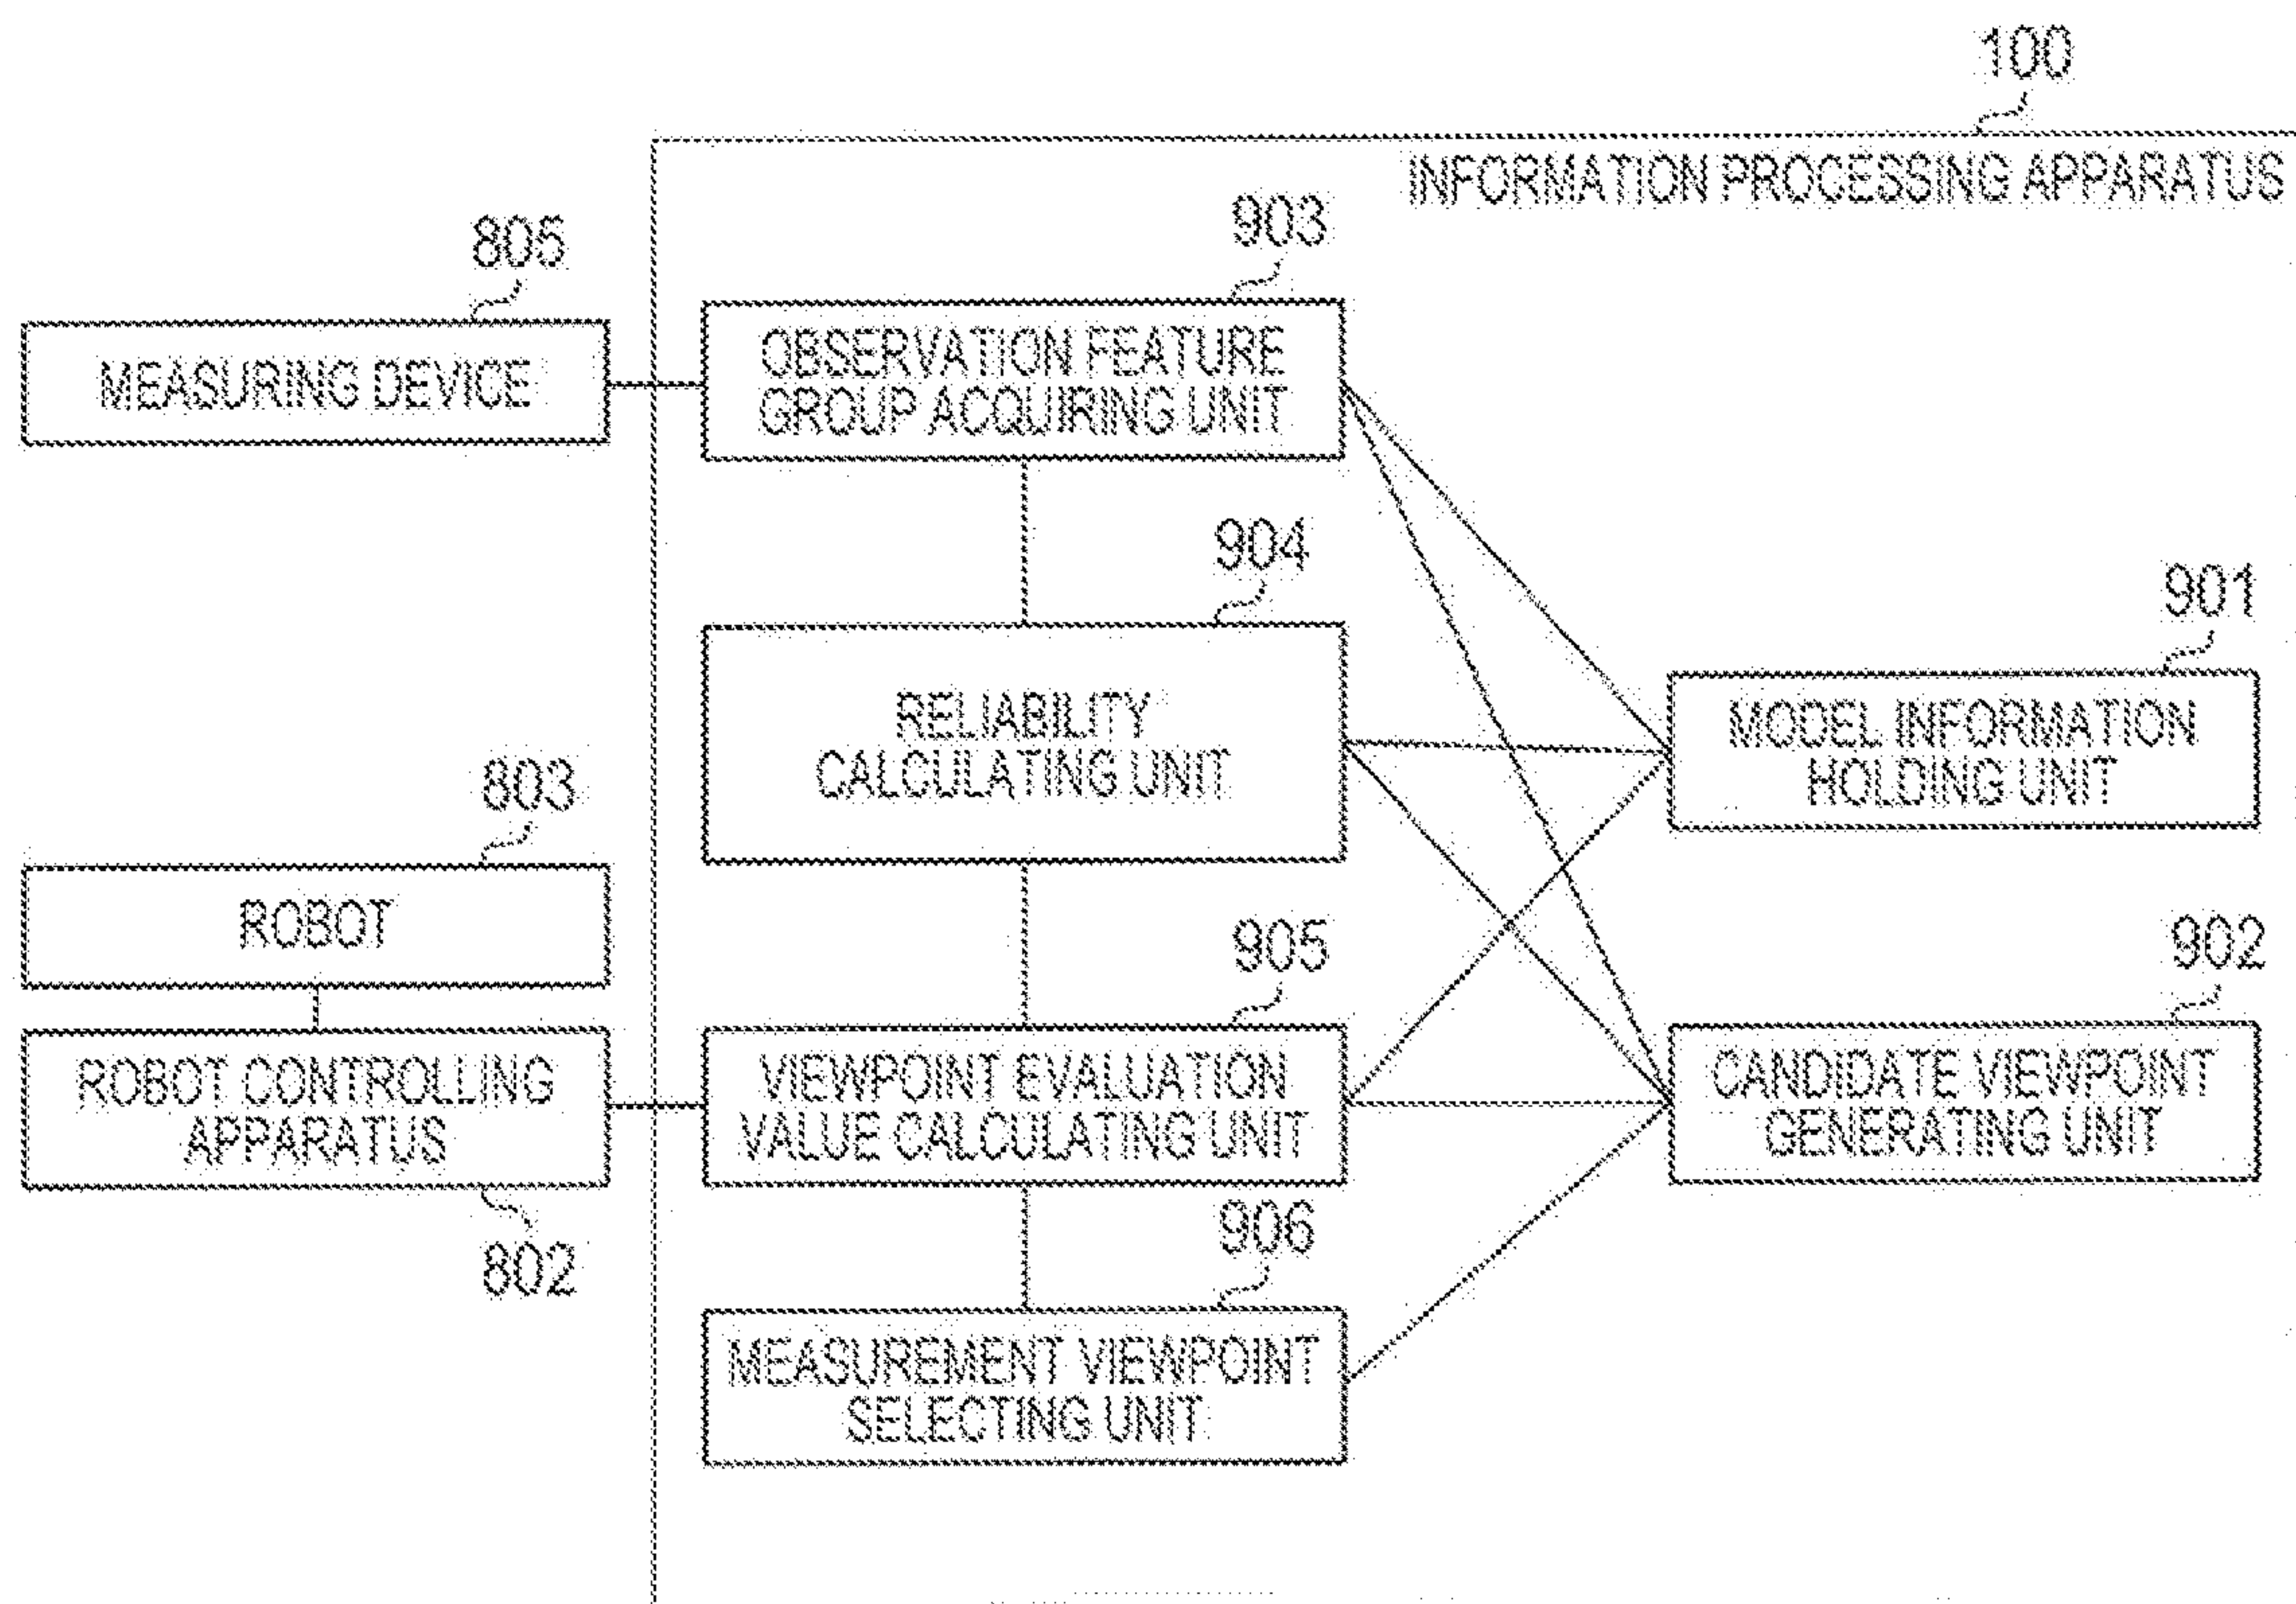 100
INFORMATION PROCESSING APPARATUS
805
MEASURING DEVICE
903
OBSERVATION FEATURE
GROUP ACQUIRING UNIT
904
RELIABILITY
CALCULATING UNIT
901
MODEL INFORMATION
HOLDING UNIT
803
ROBOT
ROBOT CONTROLLING
APPARATUS
802
905
VIEWPOINT EVALUATION
VALUE CALCULATING UNIT
902
CANDIDATE VIEWPOINT
GENERATING UNIT
906
MEASUREMENT VIEWPOINT
SELECTING UNIT